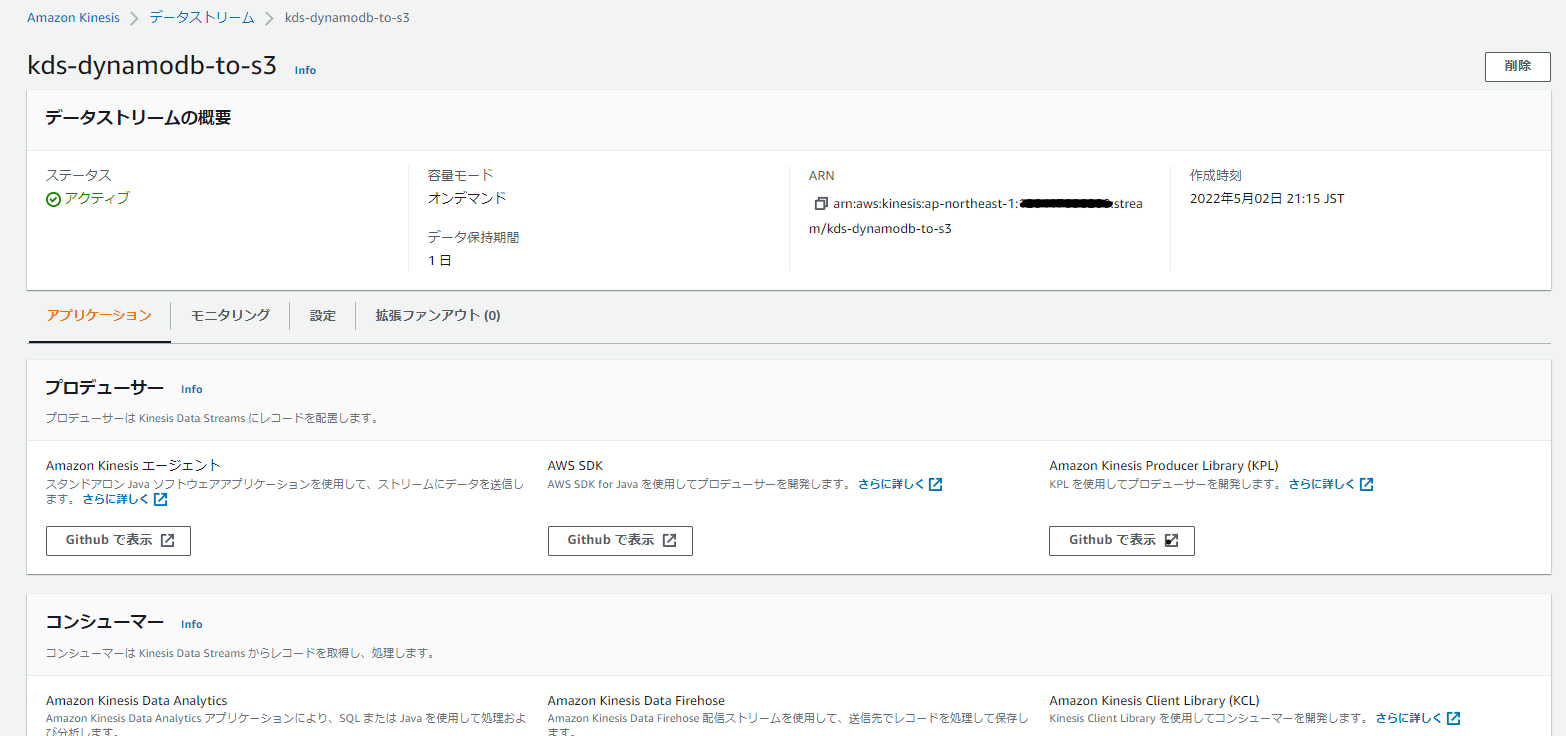 Amazon Kinesis > データストリーム > kds-dynamodb-to-s3
kds-dynamodb-to-s3 Info
削除
データストリームの概要
ステータス
アクティブ
容量モード
オンデマンド
データ保持期間
1 日
ARN
arn:aws:kinesis:ap-northeast-1: :strea
m/kds-dynamodb-to-s3
作成時刻
2022年5月02日 21:15 JST
アプリケーション
モニタリング
設定
拡張ファンアウト (0)
プロデューサー Info
プロデューサーは Kinesis Data Streams にレコードを配置します。
Amazon Kinesis エージェント
スタンドアロン Java ソフトウェアアプリケーションを使用して、ストリームにデータを送信し
ます。 さらに詳しく
Github で表示
AWS SDK
AWS SDK for Java を使用してプロデューサーを開発します。 さらに詳しく
Github で表示
Amazon Kinesis Producer Library (KPL)
KPL を使用してプロデューサーを開発します。 さらに詳しく
Github で表示
コンシューマー Info
コンシューマーは Kinesis Data Streams からレコードを取得し、処理します。
Amazon Kinesis Data Analytics
Amazon Kinesis Data Analytics アプリケーションにより、SQL または Java を使用して処理およ
び分析します。
Amazon Kinesis Data Firehose
Amazon Kinesis Data Firehose 配信ストリームを使用して、送信先でレコードを処理して保存し
ます。
Amazon Kinesis Client Library (KCL)
Kinesis Client Library を使用してコンシューマーを開発します。 さらに詳しく